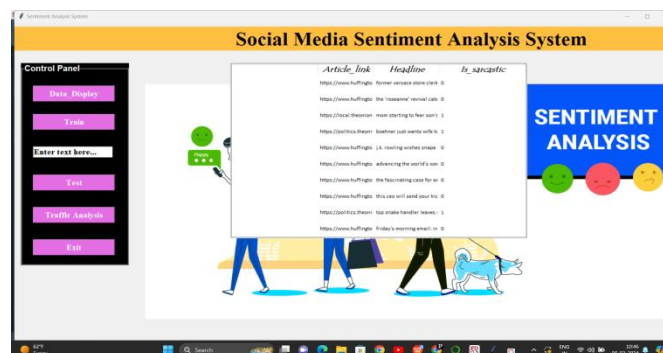 Sentiment Analysis System
Social Media Sentiment Analysis System
Control Panel
Data_Display
Train
Enter text here...
Test
Traffic Analysis
Exit
Article_link Headline Is_sarcastic
https://www.huffingto former versace store clerk 0
https://www.huffingto the 'roseanne' revival cats 0
https://local.theonion mom starting to fear son's 1
https://politics.theoni boehner just wants wife t 1
https://www.huffingto j.k. rowling wishes snape 0
https://www.huffingto advancing the world's wo 0
https://www.huffingto the fascinating case for ea 0
https://www.huffingto this ceo will send your kic 0
https://politics.theoni top snake handler leaves 1
https://www.huffingto friday's morning email: in 0
Happy
SENTIMENT
ANALYSIS
62°F
Search
ENG
IN
10:46